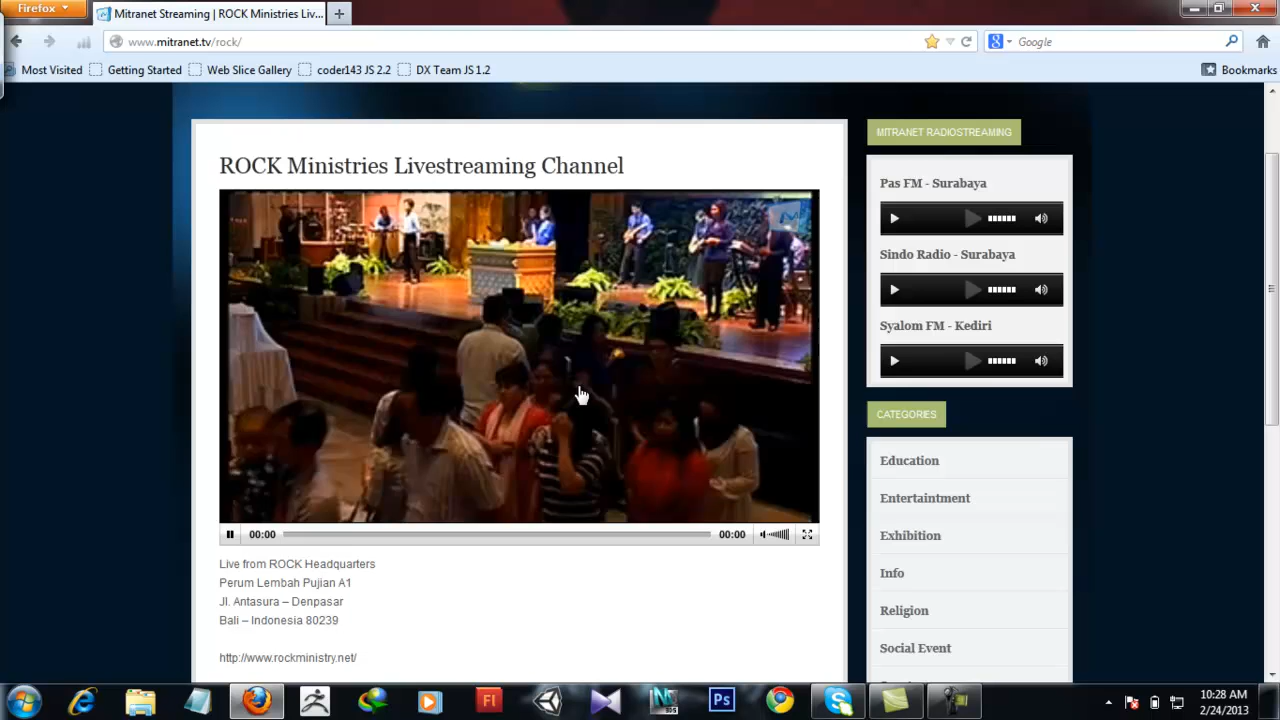 Firefox
Mitranet Streaming | ROCK Ministries Liv...
www.mitranet.tv/rock/
Google
Most Visited
Getting Started
Web Slice Gallery
coder143 JS 2.2
DX Team JS 1.2
Bookmarks
ROCK Ministries Livestreaming Channel
00:00
00:00
Live from ROCK Headquarters
Perum Lembah Pujian A1
Jl. Antasura – Denpasar
Bali – Indonesia 80239
http://www.rockministry.net/
MITRANET RADIOSTREAMING
Pas FM - Surabaya
Sindo Radio - Surabaya
Syalom FM - Kediri
CATEGORIES
Education
Entertaintment
Exhibition
Info
Religion
Social Event
Fl
Ps
10:28 AM
2/24/2013